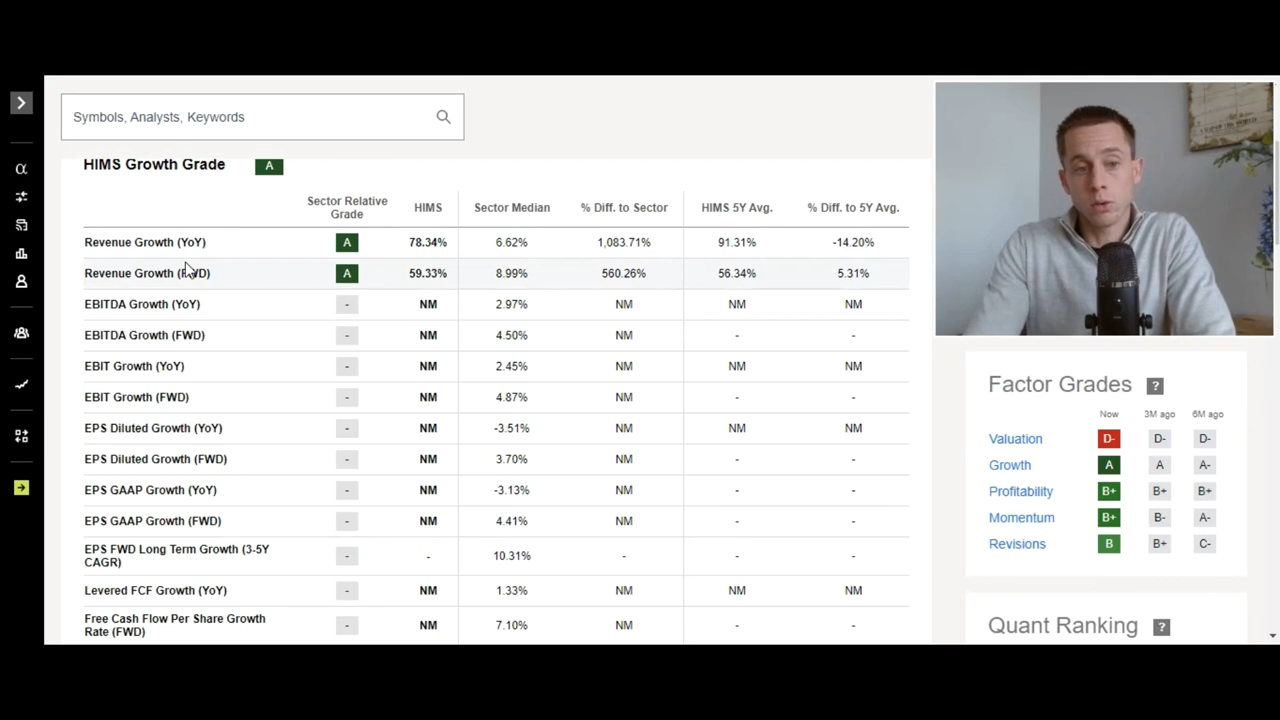 Symbols, Analysts, Keywords
HIMS Growth Grade A
Sector Relative Grade HIMS Sector Median % Diff. to Sector HIMS 5Y Avg. % Diff. to 5Y Avg.
Revenue Growth (YoY) A 78.34% 6.62% 1,083.71% 91.31% -14.20%
Revenue Growth (FWD) A 59.33% 8.99% 560.26% 56.34% 5.31%
EBITDA Growth (YoY) - NM 2.97% NM NM NM
EBITDA Growth (FWD) - NM 4.50% NM - -
EBIT Growth (YoY) - NM 2.45% NM NM NM
EBIT Growth (FWD) - NM 4.87% NM - -
EPS Diluted Growth (YoY) - NM -3.51% NM NM NM
EPS Diluted Growth (FWD) - NM 3.70% NM - -
EPS GAAP Growth (YoY) - NM -3.13% NM - -
EPS GAAP Growth (FWD) - NM 4.41% NM - -
EPS FWD Long Term Growth (3-5Y CAGR) - - 10.31% - - -
Levered FCF Growth (YoY) - NM 1.33% NM NM NM
Free Cash Flow Per Share Growth Rate (FWD) - NM 7.10% NM - -
Factor Grades ?
Now 3M ago 6M ago
Valuation D- D- D-
Growth A A A-
Profitability B+ B+ B+
Momentum B+ B- A-
Revisions B B+ C-
Quant Ranking ?